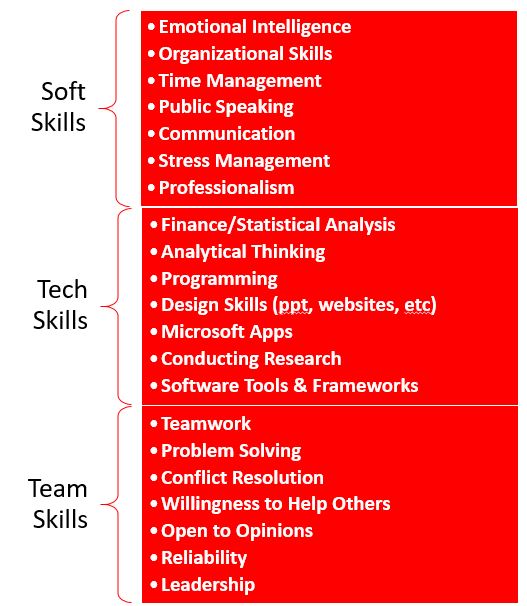 Soft
Skills
• Emotional Intelligence
• Organizational Skills
• Time Management
• Public Speaking
• Communication
• Stress Management
• Professionalism
Tech
Skills
• Finance/Statistical Analysis
• Analytical Thinking
• Programming
• Design Skills (ppt, websites, etc)
• Microsoft Apps
• Conducting Research
• Software Tools & Frameworks
Team
Skills
• Teamwork
• Problem Solving
• Conflict Resolution
• Willingness to Help Others
• Open to Opinions
• Reliability
• Leadership